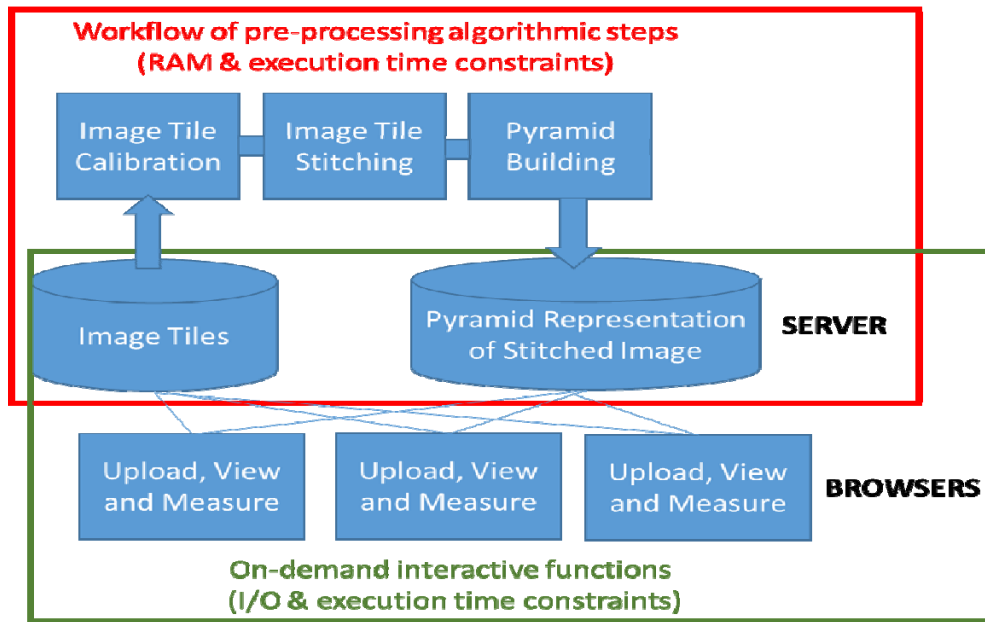 Workflow of pre-processing algorithmic steps
(RAM & execution time constraints)
Image Tile
Calibration
Image Tile
Stitching
Pyramid
Building
Image Tiles
Pyramid Representation
of Stitched Image
SERVER
Upload, View
and Measure
Upload, View
and Measure
Upload, View
and Measure
BROWSERS
On-demand interactive functions
(I/O & execution time constraints)